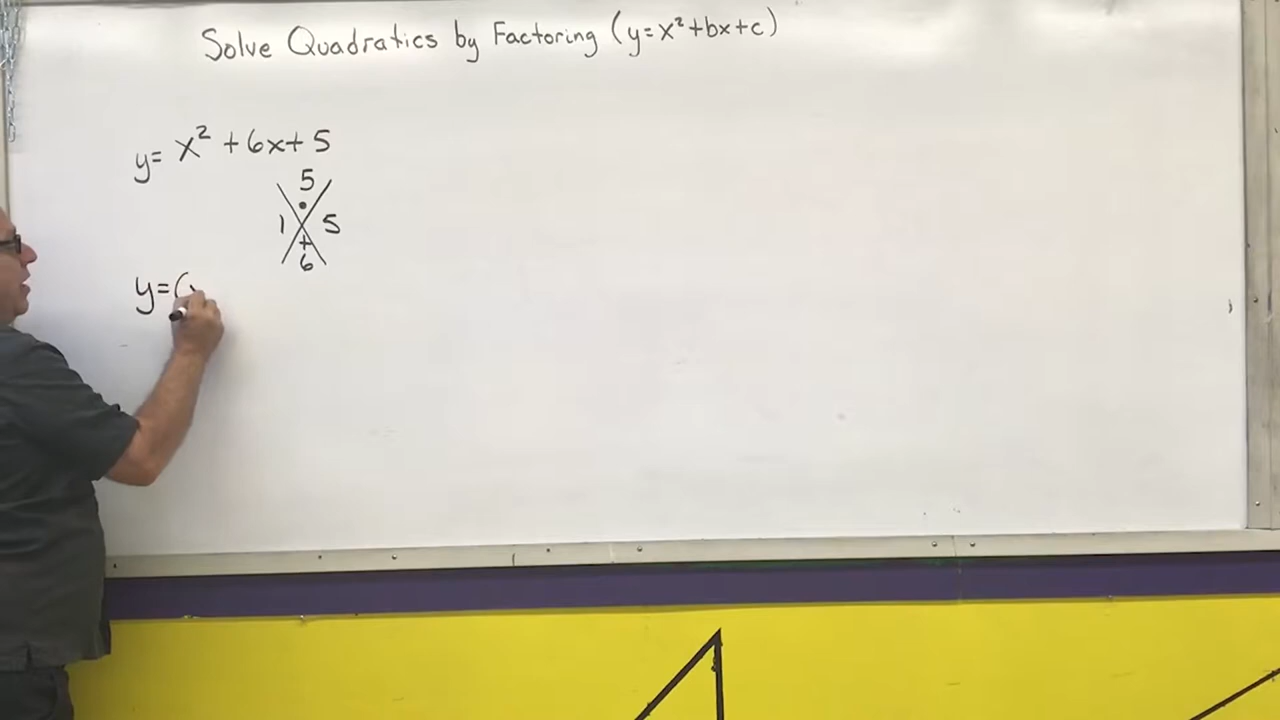 Solve Quadratics by Factoring (y=x²+bx+c)
y= x² +6x+ 5
5
•
1 5
+
6
y=(